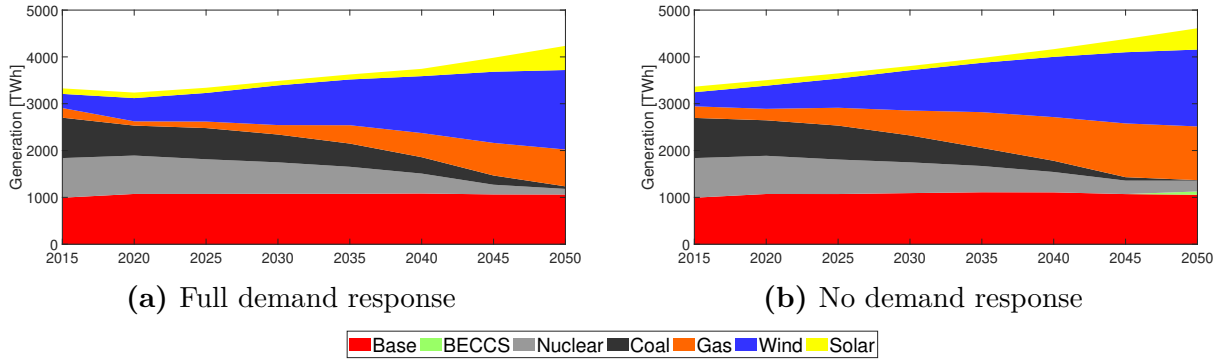 5000
4000
3000
2000
1000
0
Generation [TWh]
2015 2020 2025 2030 2035 2040 2045 2050
(a) Full demand response
5000
4000
3000
2000
1000
0
Generation [TWh]
2015 2020 2025 2030 2035 2040 2045 2050
(b) No demand response
Base BECCS Nuclear Coal Gas Wind Solar